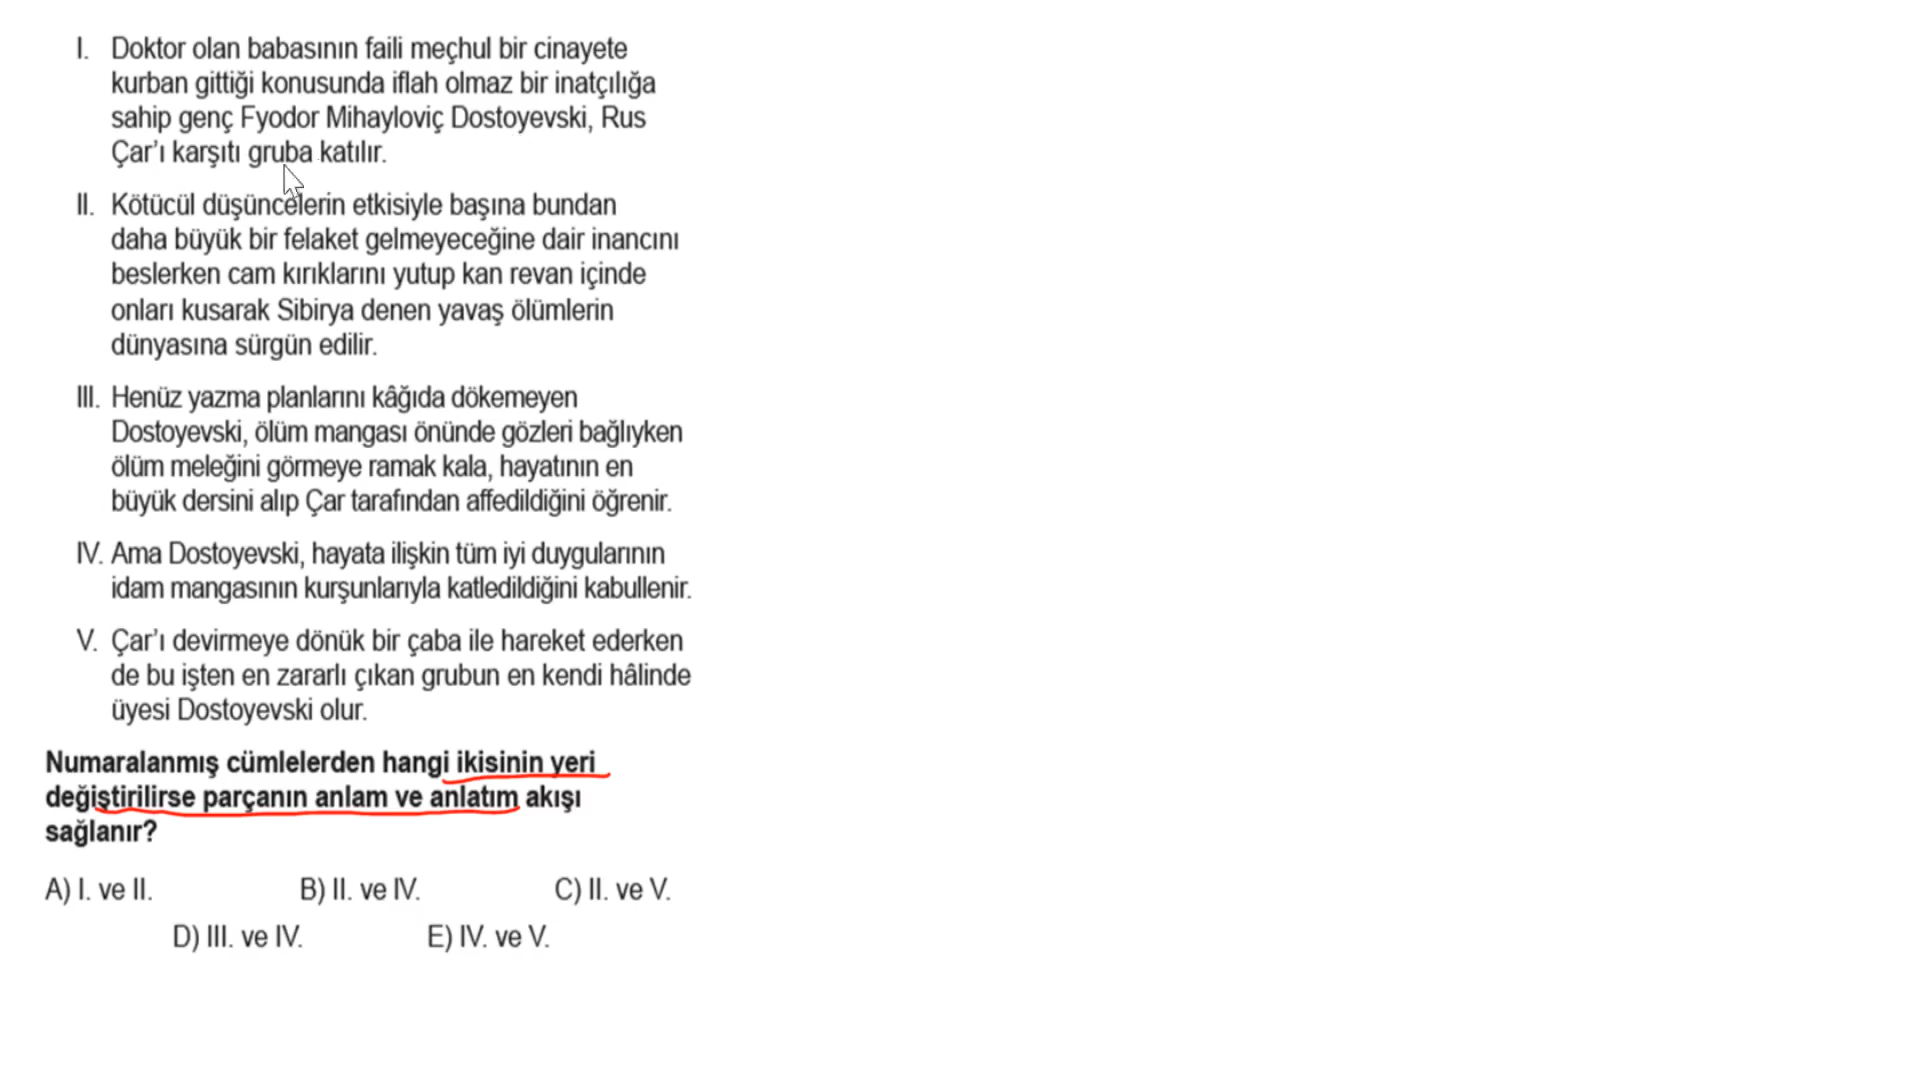 I. Doktor olan babasının faili meçhul bir cinayete
kurban gittiği konusunda iflah olmaz bir inatçılığa
sahip genç Fyodor Mihayloviç Dostoyevski, Rus
Çar’ı karşıtı gruba katılır.
II. Kötücül düşüncelerin etkisiyle başına bundan
daha büyük bir felaket gelmeyeceğine dair inancını
beslerken cam kırıklarını yutup kan revan içinde
onları kusarak Sibirya denen yavaş ölümlerin
dünyasına sürgün edilir.
III. Henüz yazma planlarını kâğıda dökemeyen
Dostoyevski, ölüm mangası önünde gözleri bağlıyken
ölüm meleğini görmeye ramak kala, hayatının en
büyük dersini alıp Çar tarafından affedildiğini öğrenir.
IV. Ama Dostoyevski, hayata ilişkin tüm iyi duygularının
idam mangasının kurşunlarıyla katledildiğini kabullenir.
V. Çar’ı devirmeye dönük bir çaba ile hareket ederken
de bu işten en zararlı çıkan grubun en kendi hâlinde
üyesi Dostoyevski olur.
Numaralanmış cümlelerden hangi ikisinin yeri
değiştirilirse parçanın anlam ve anlatım akışı
sağlanır?
A) I. ve II. B) II. ve IV. C) II. ve V.
D) III. ve IV. E) IV. ve V.